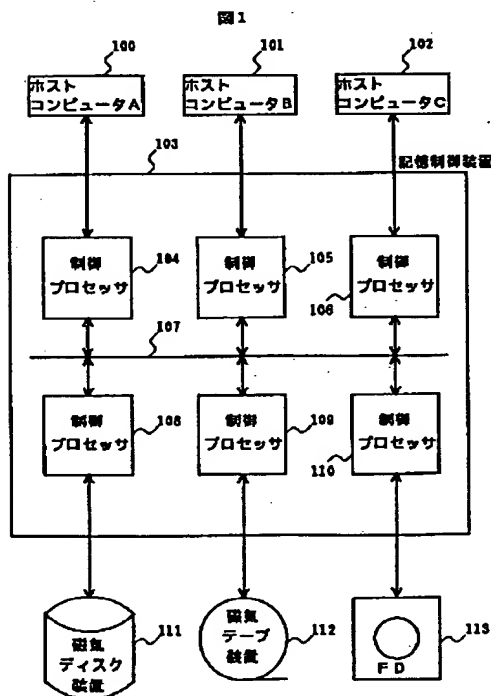 図1
100
101
102
ホスト
コンピュータA
ホスト
コンピュータB
ホスト
コンピュータC
103
記憶制御装置
制御
プロセッサ
104
制御
プロセッサ
105
制御
プロセッサ
106
107
制御
プロセッサ
108
制御
プロセッサ
109
制御
プロセッサ
110
磁気
ディスク
装置
111
磁気
テープ
装置
112
FD
113